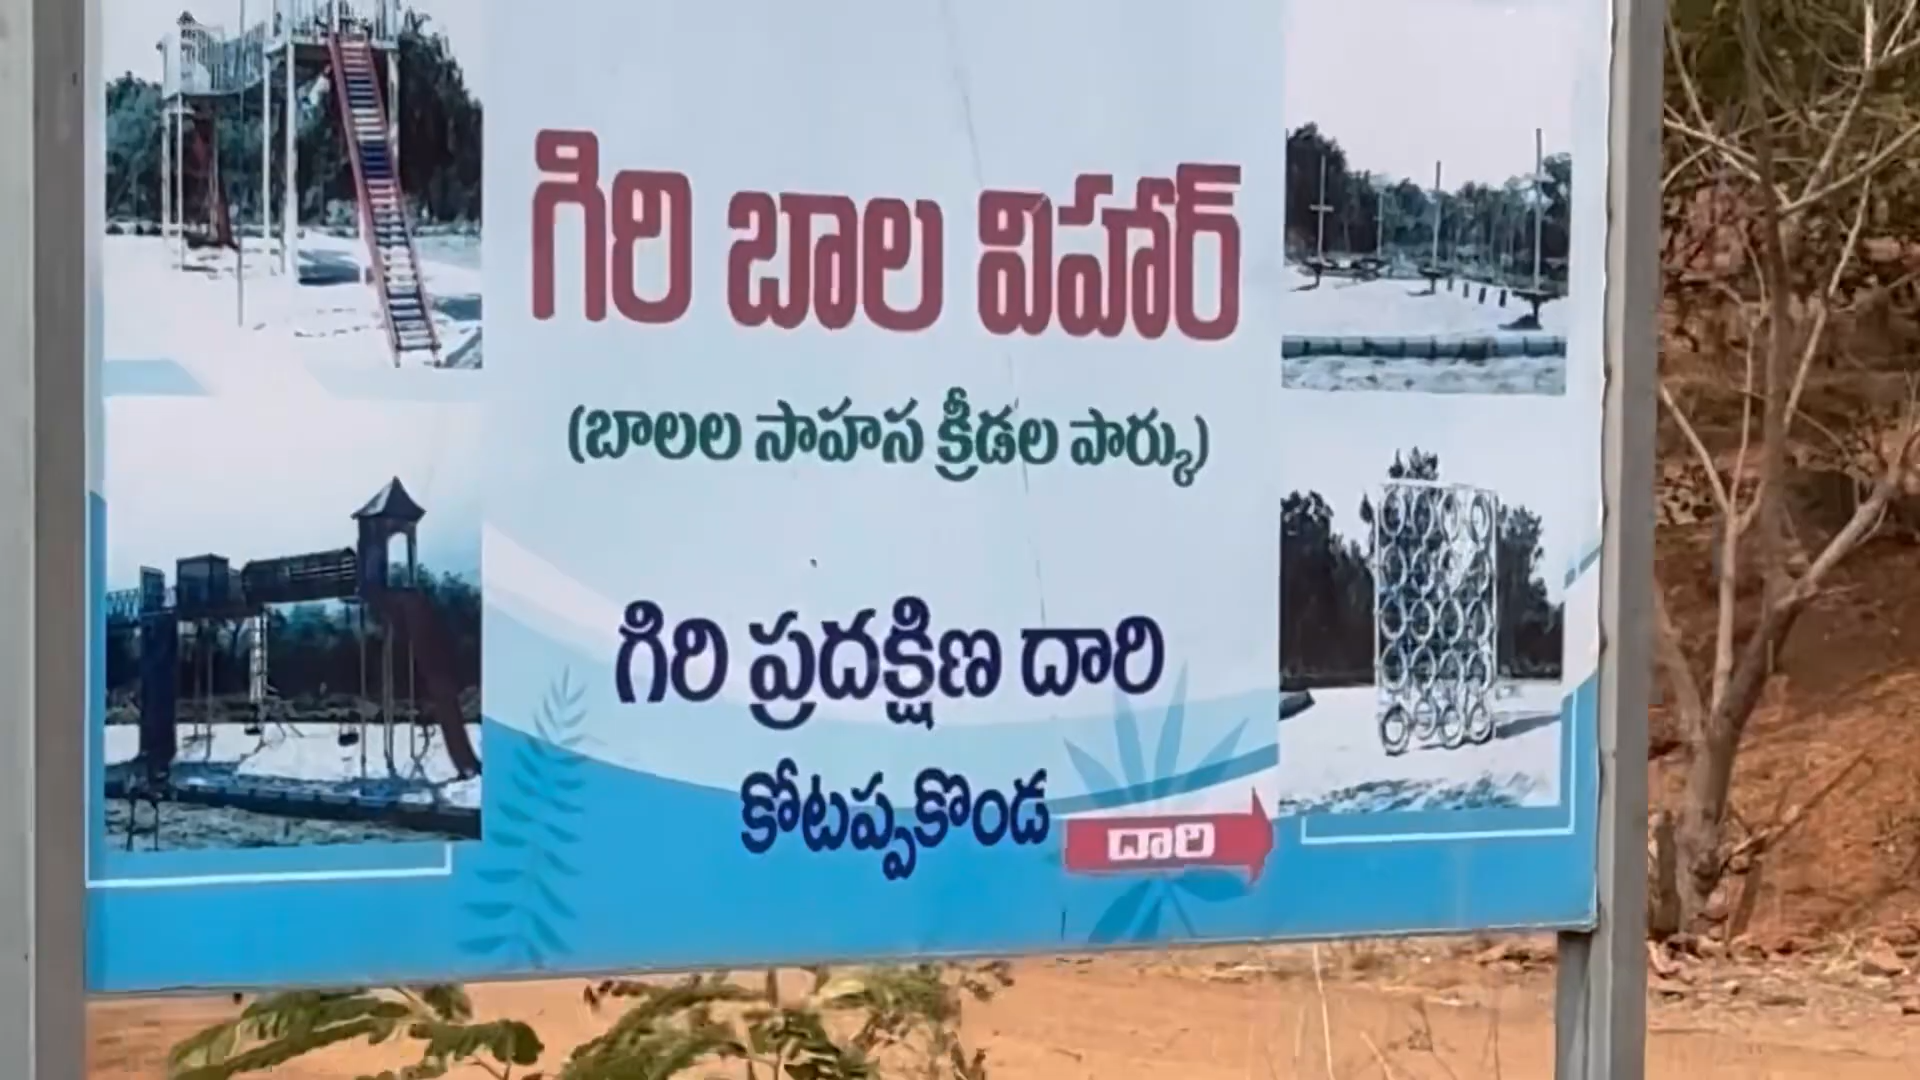 గిరి బాల విహార్
(బాలల సాహస క్రీడల పార్కు)
గిరి ప్రదక్షిణ దారి
కోటప్పకొండ
దారి